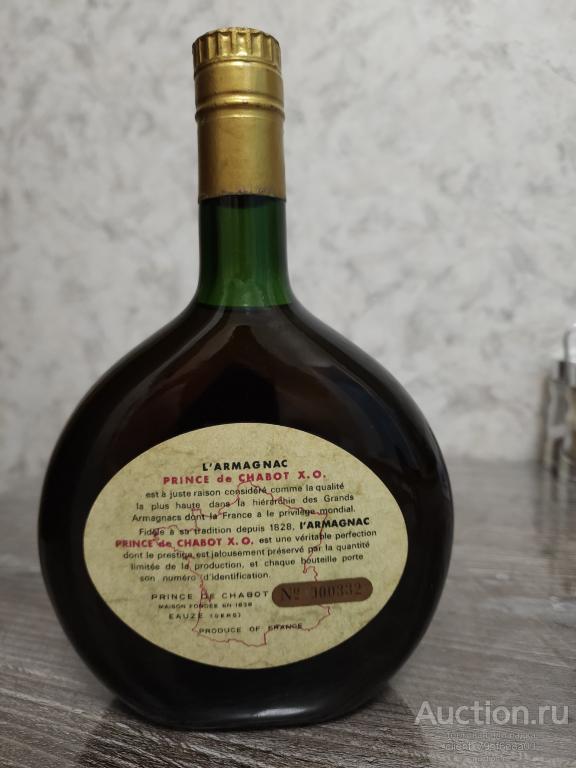 L'ARMAGNAC
PRINCE de CHABOT X.O.
est à juste raison considéré comme la qualité
la plus haute dans la hiérarchie des Grands
Armagnacs dont la France a le privilège mondial.
Fidèle à sa tradition depuis 1828, l'ARMAGNAC
PRINCE de CHABOT X.O. est une véritable perfection
dont le prestige est jalousement préservé par la quantité
limitée de la production, et chaque bouteille porte
son numéro d'identification.
PRINCE DE CHABOT Nº 000332
MAISON FONDÉE EN 1828
EAUZE (GERS)
PRODUCE OF FRANCE
Auction.ru